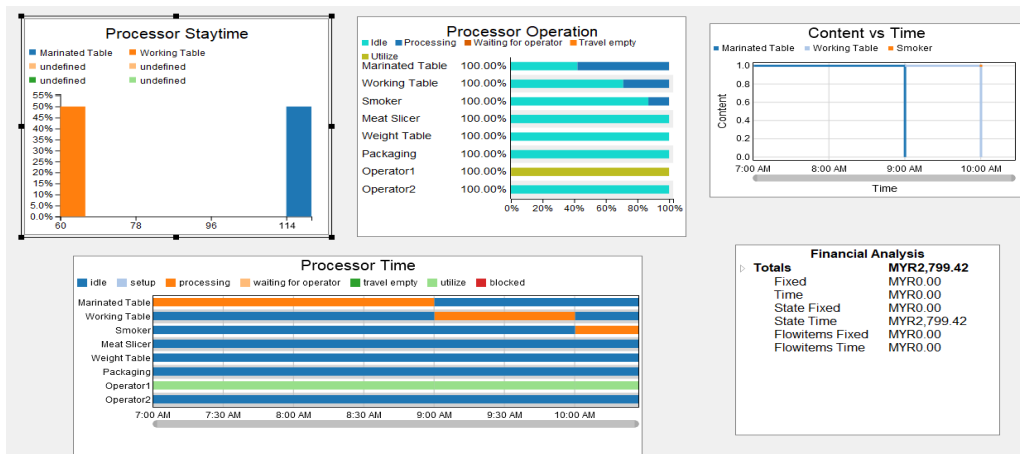 Processor Staytime
Marinated Table Working Table
undefined undefined
undefined undefined
55%
50%
45%
40%
35%
30%
25%
20%
15%
10%
5.0%
0.0%
60 78 96 114
Processor Operation
Idle Processing Waiting for operator Travel empty
Utilize
Marinated Table 100.00%
Working Table 100.00%
Smoker 100.00%
Meat Slicer 100.00%
Weight Table 100.00%
Packaging 100.00%
Operator1 100.00%
Operator2 100.00%
0% 20% 40% 60% 80% 100%
Content vs Time
Marinated Table Working Table Smoker
Content
1.0
0.8
0.6
0.4
0.2
0.0
7:00 AM 8:00 AM 9:00 AM 10:00 AM
Time
Processor Time
idle setup processing waiting for operator travel empty utilize blocked
Marinated Table
Working Table
Smoker
Meat Slicer
Weight Table
Packaging
Operator1
Operator2
7:00 AM 7:30 AM 8:00 AM 8:30 AM 9:00 AM 9:30 AM 10:00 AM
Financial Analysis
Totals MYR2,799.42
Fixed MYR0.00
Time MYR0.00
State Fixed MYR0.00
State Time MYR2,799.42
Flowitems Fixed MYR0.00
Flowitems Time MYR0.00